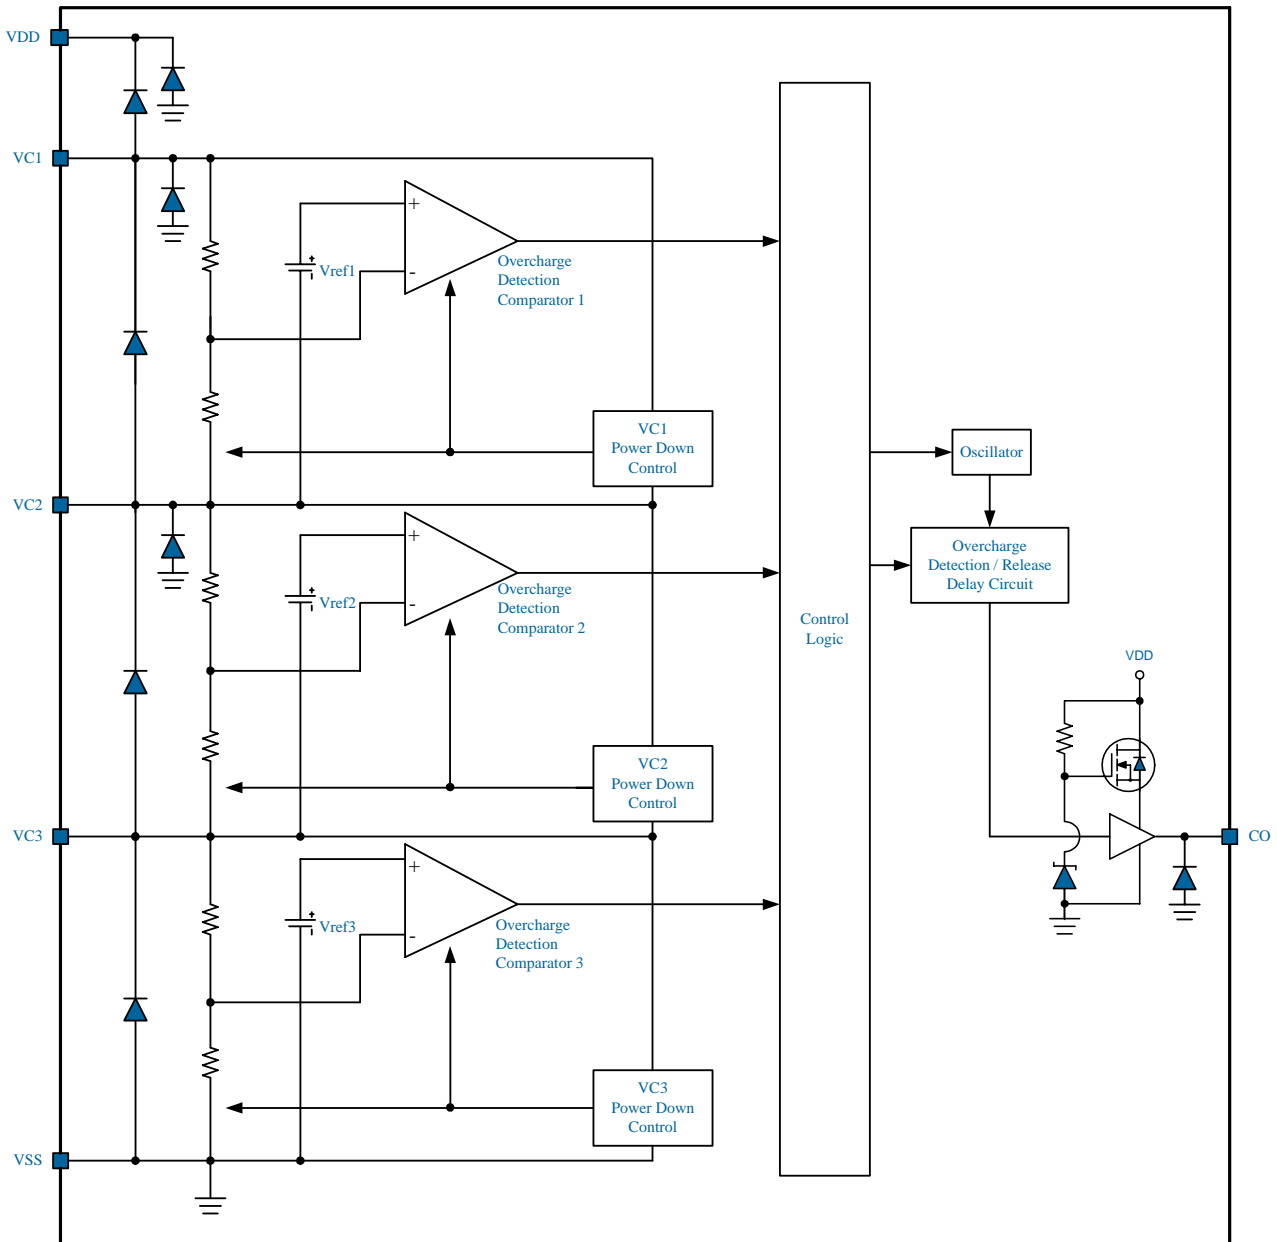 VDD
VC1
+
Vref1
-
Overcharge
Detection
Comparator 1
VC1
Power Down
Control
VC2
+
Vref2
-
Overcharge
Detection
Comparator 2
VC2
Power Down
Control
VC3
+
Vref3
-
Overcharge
Detection
Comparator 3
VC3
Power Down
Control
VSS
Control
Logic
Oscillator
Overcharge
Detection / Release
Delay Circuit
VDD
CO